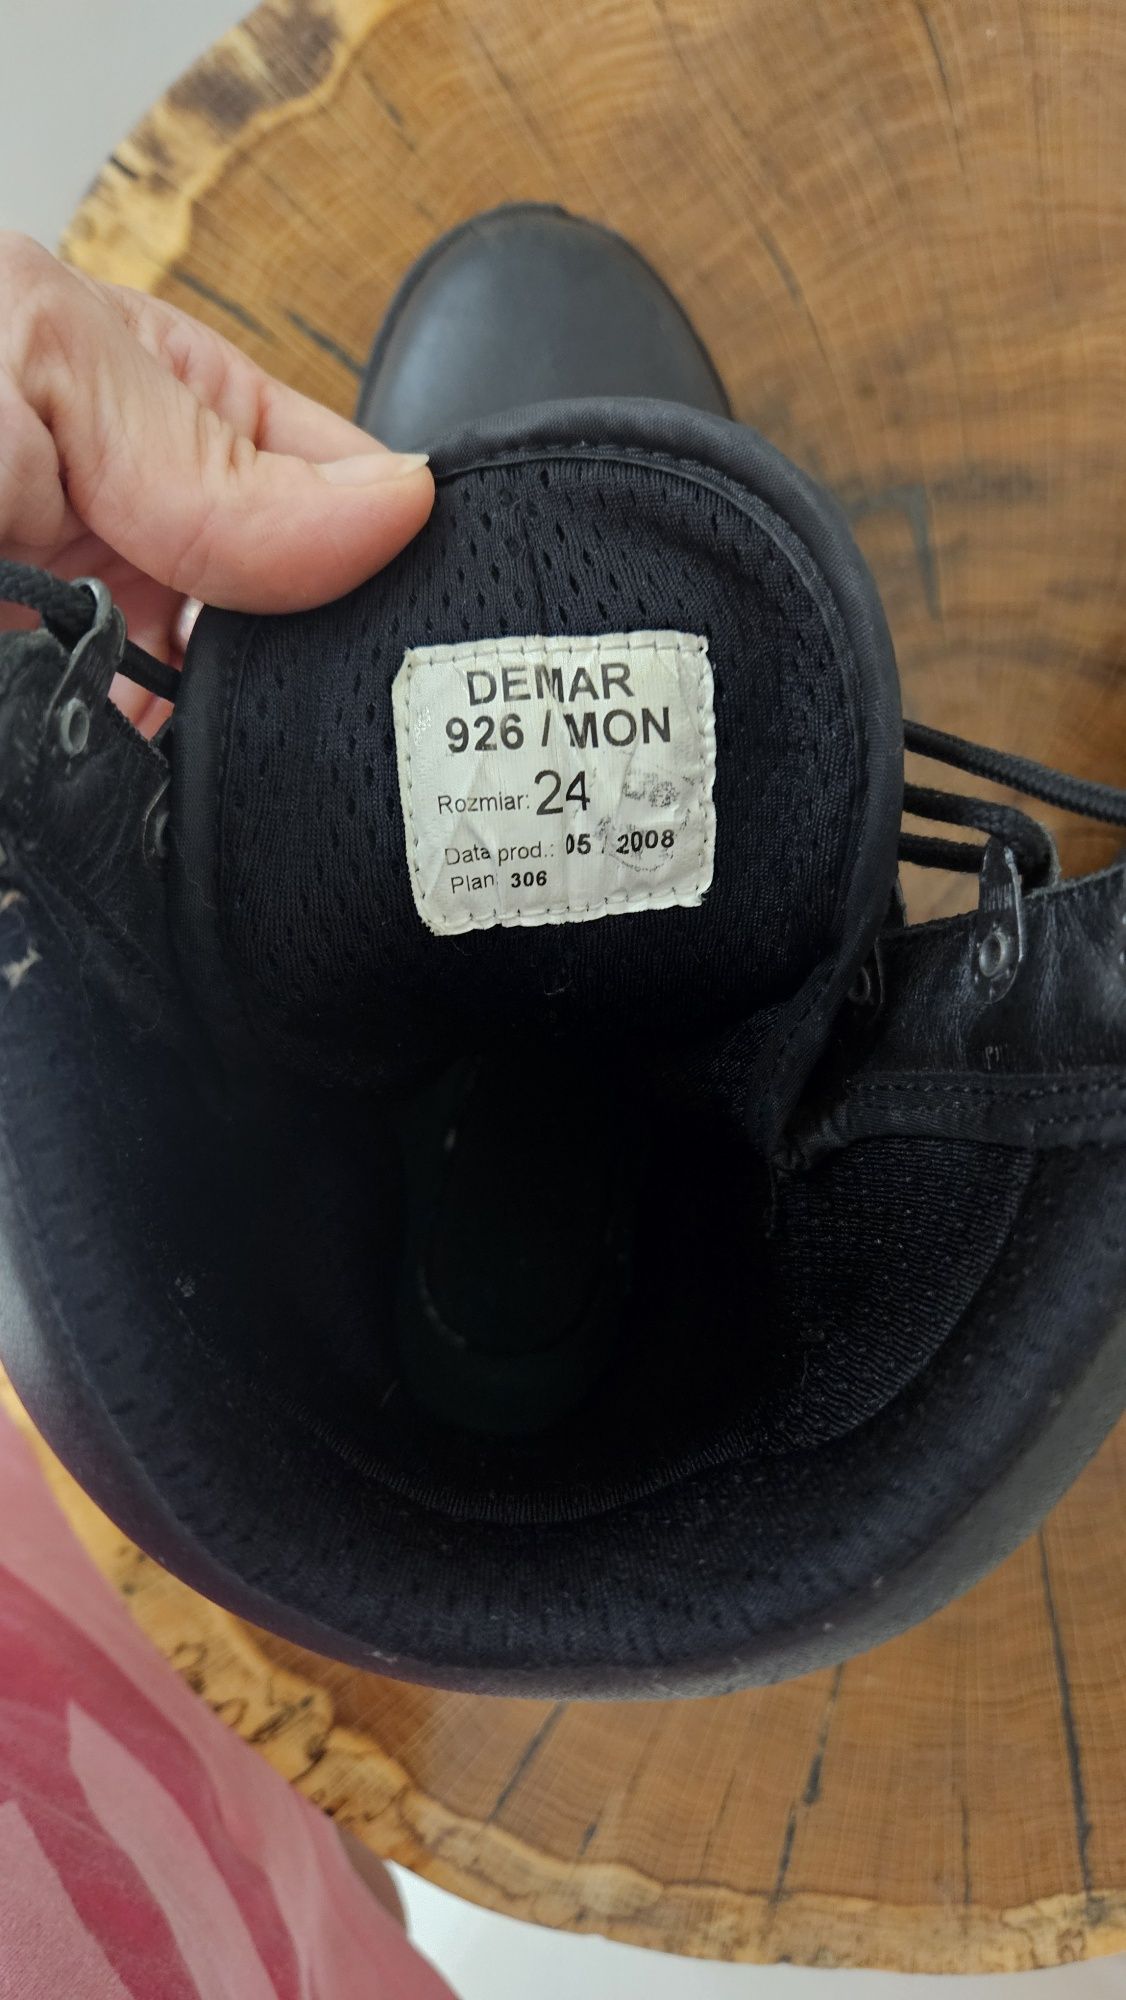 DEMAR
926 / MON
Rozmiar: 24
Data prod.: 05 / 2008
Plan: 306